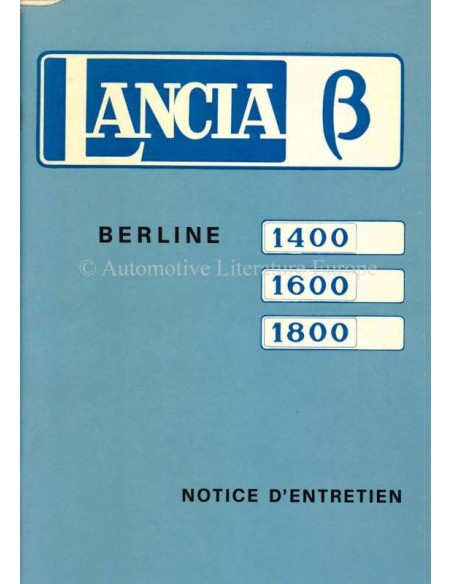 LANCIA β
BERLINE 1400
© Automotive Literature Europe
1600
1800
NOTICE D'ENTRETIEN